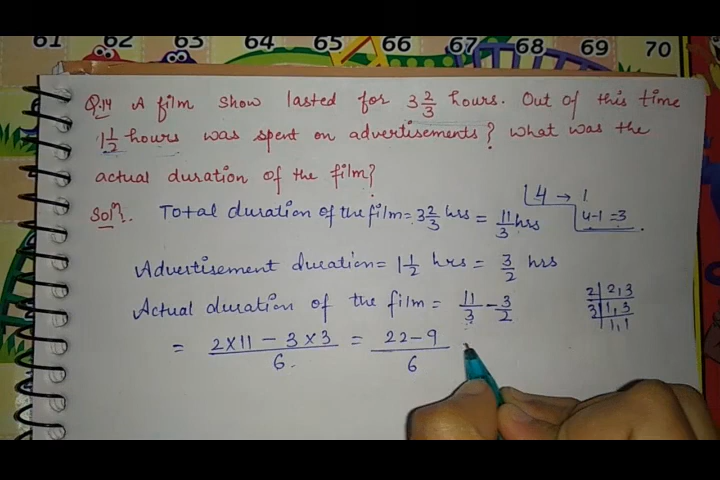 61 62 63 64 65 66 67 68 69 70
Q.14 A film show lasted for 3 2/3 hours. Out of this time
1 1/2 hours was spent on advertisements? What was the
actual duration of the film?
Solⁿ. Total duration of the film = 3 2/3 hrs = 11/3 hrs
4 → 1
4-1 = 3
Advertisement duration = 1 1/2 hrs = 3/2 hrs
Actual duration of the film = 11/3 - 3/2
2 | 2, 3
3 | 1, 3
1, 1
= 2×11 - 3×3 / 6 = 22-9 / 6